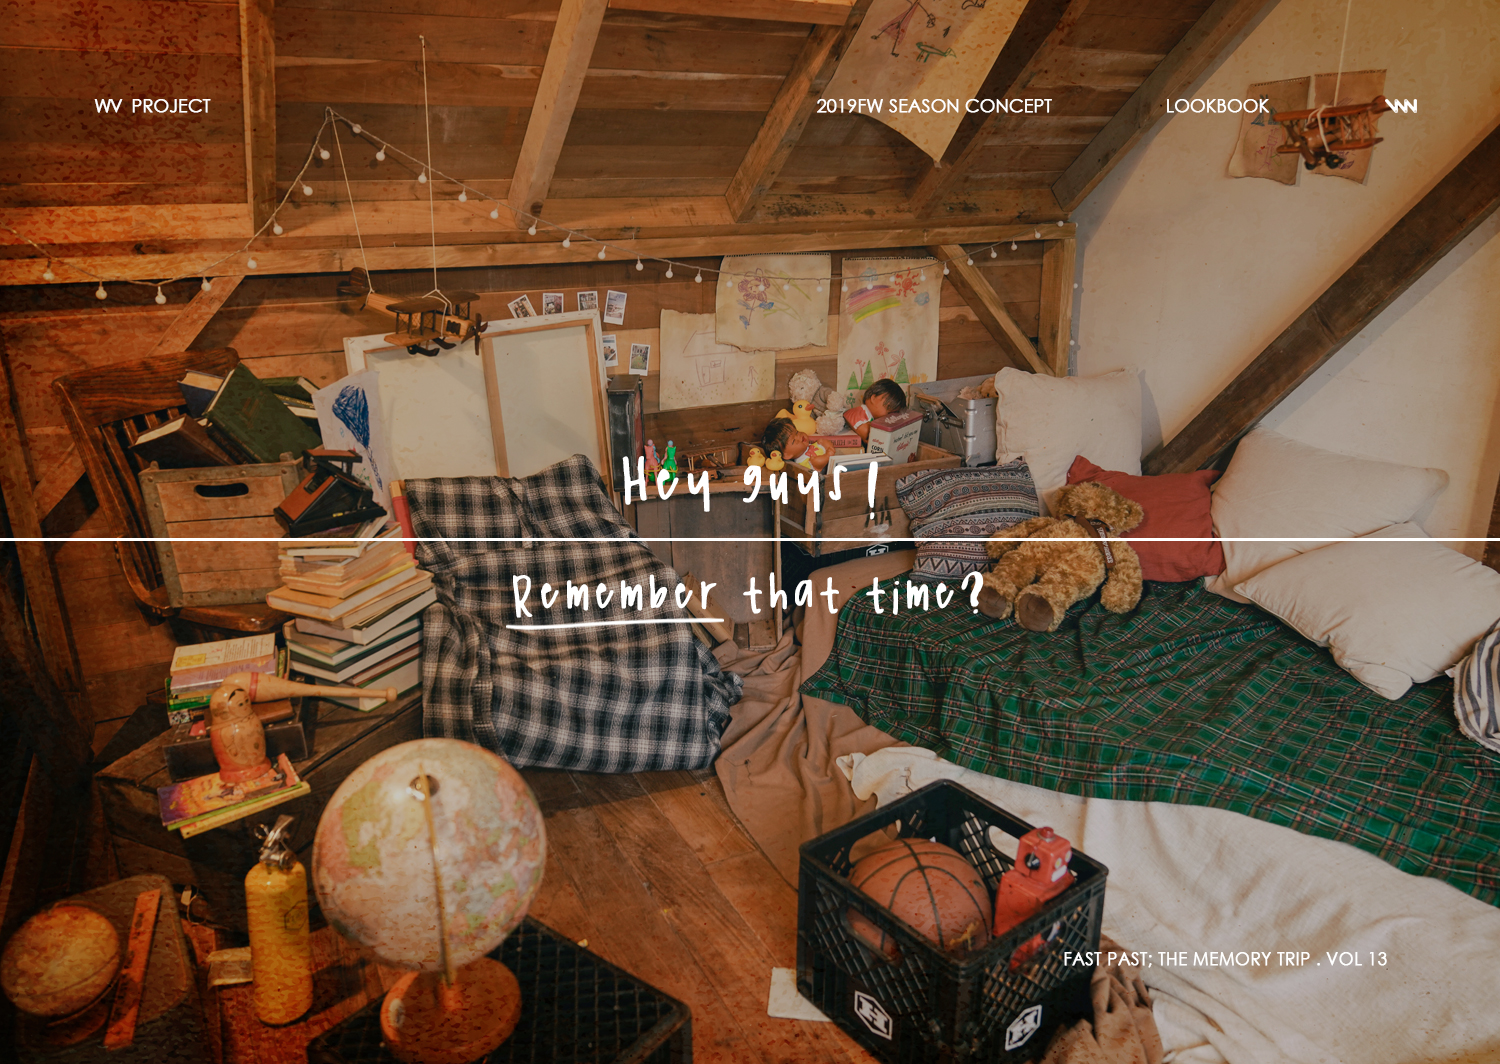 WV PROJECT
2019FW SEASON CONCEPT
LOOKBOOK
Hey guys!
Remember that time?
FAST PAST; THE MEMORY TRIP . VOL 13